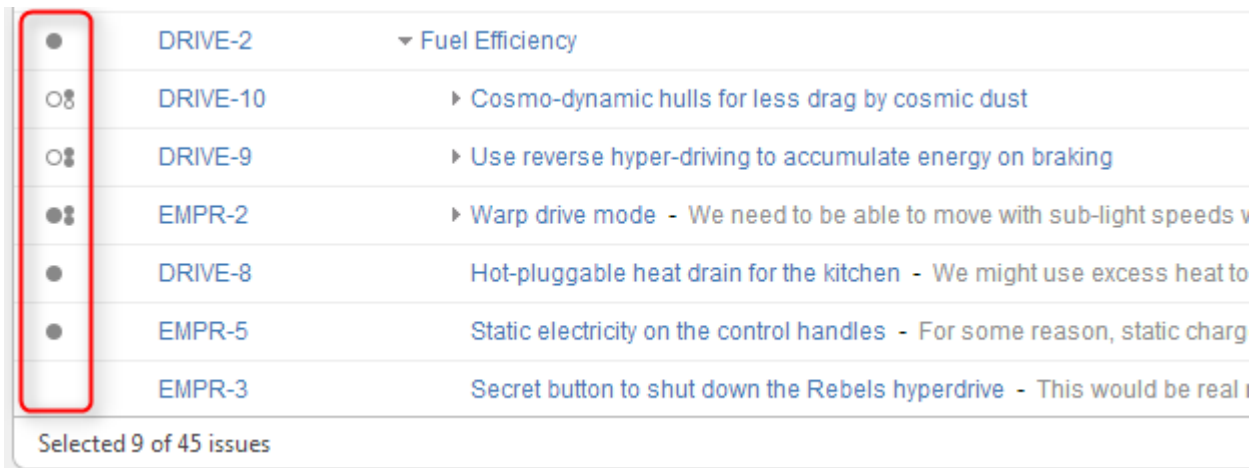 DRIVE-2 Fuel Efficiency
DRIVE-10 Cosmo-dynamic hulls for less drag by cosmic dust
DRIVE-9 Use reverse hyper-driving to accumulate energy on braking
EMPR-2 Warp drive mode - We need to be able to move with sub-light speeds
DRIVE-8 Hot-pluggable heat drain for the kitchen - We might use excess heat to
EMPR-5 Static electricity on the control handles - For some reason, static charg
EMPR-3 Secret button to shut down the Rebels hyperdrive - This would be real
Selected 9 of 45 issues